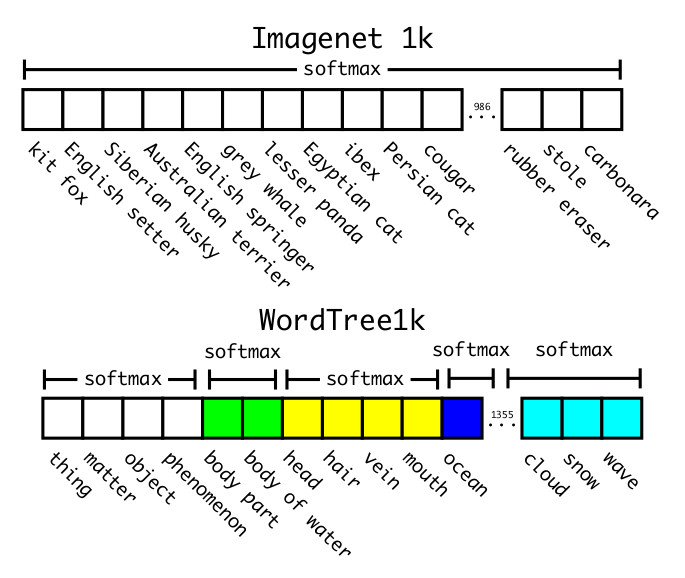 Imagenet 1k
softmax
986
kit fox
English setter
Siberian husky
Australian terrier
English springer
grey whale
lesser panda
Egyptian cat
ibex
Persian cat
cougar
rubber eraser
stole
carbonara
WordTree1k
softmax
softmax
softmax
softmax
softmax
1355
thing
matter
object
phenomenon
body part
body of water
head
hair
vein
mouth
ocean
cloud
snow
wave